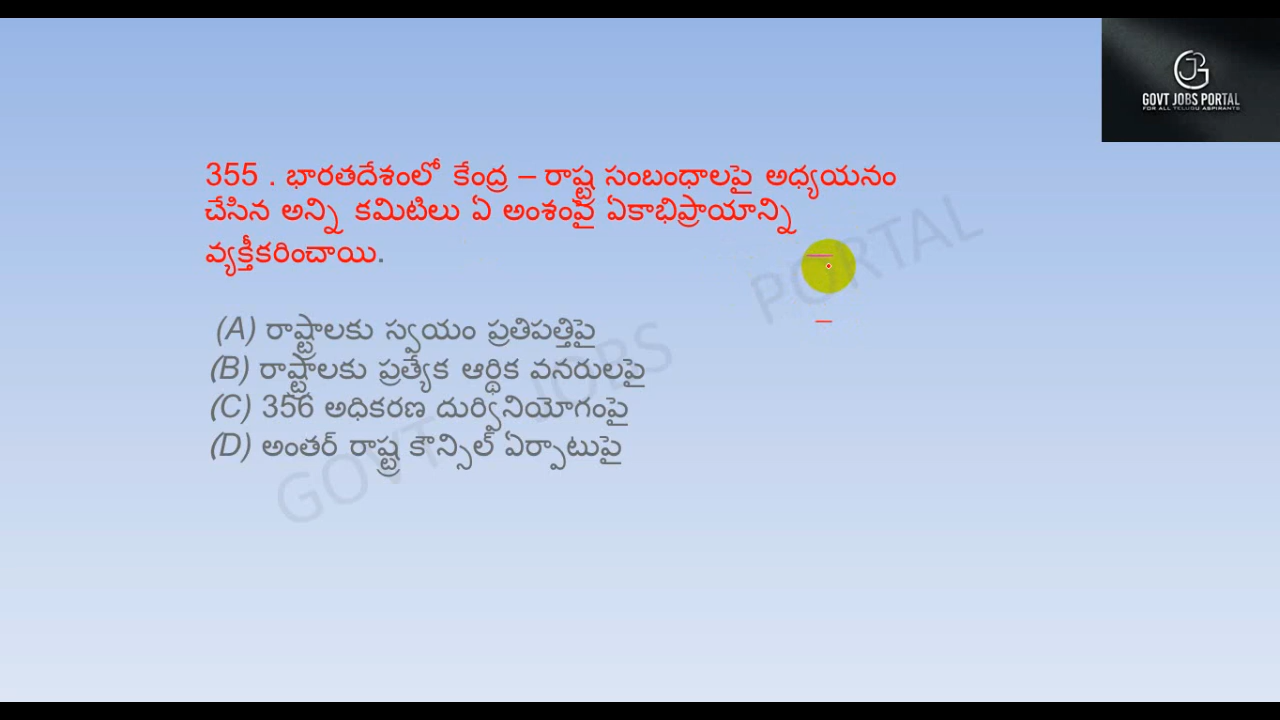 GOVT JOBS PORTAL
FOR ALL TELUGU ASPIRANTS
355 . భారతదేశంలో కేంద్ర – రాష్ట్ర సంబంధాలపై అధ్యయనం
చేసిన అన్ని కమిటిలు ఏ అంశంపై ఏకాభిప్రాయాన్ని
వ్యక్తీకరించాయి.
(A) రాష్ట్రాలకు స్వయం ప్రతిపత్తిపై
(B) రాష్ట్రాలకు ప్రత్యేక ఆర్థిక వనరులపై
(C) 356 అధికరణ దుర్వినియోగంపై
(D) అంతర్ రాష్ట్ర కౌన్సిల్ ఏర్పాటుపై
GOVT JOBS PORTAL